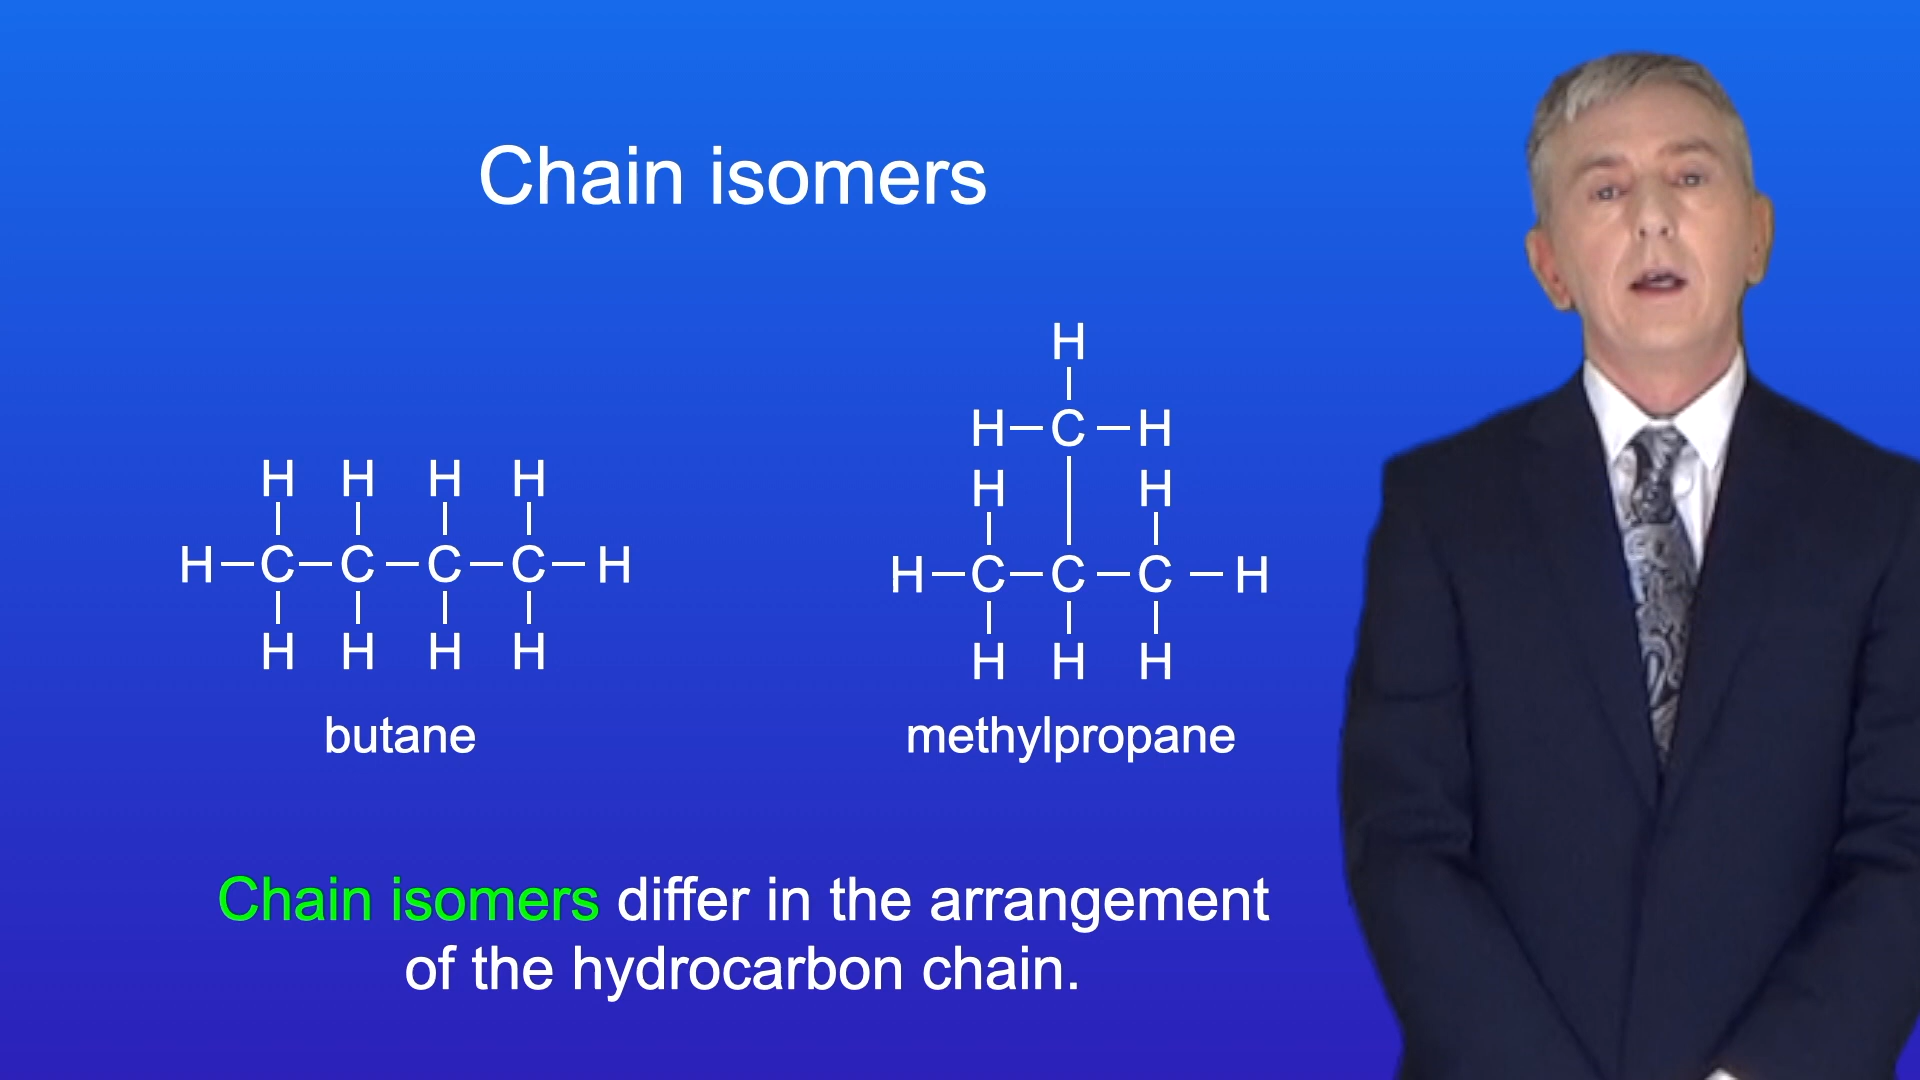 Chain isomers
H
H–C–H
H H
H H H H
H–C–C–C–C–H
H–C–C–C–H
H H H H
H H H
butane
methylpropane
Chain isomers differ in the arrangement
of the hydrocarbon chain.